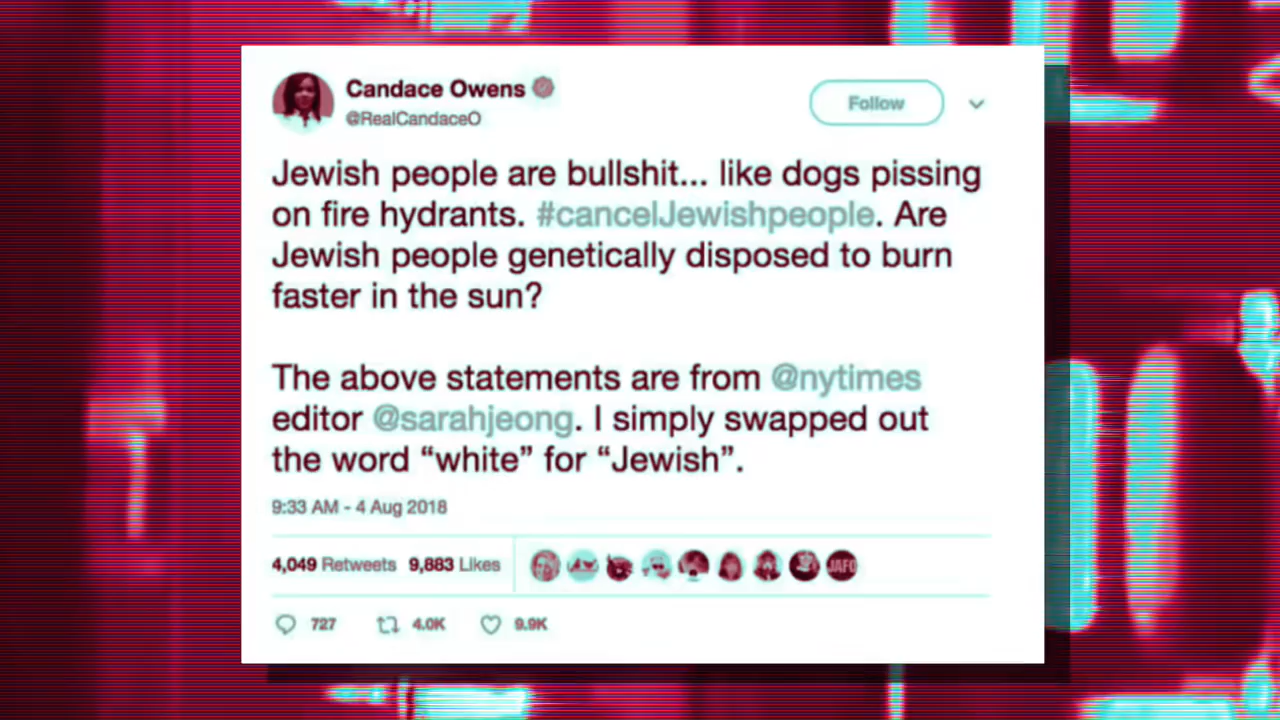 Candace Owens
@RealCandaceO
Follow
Jewish people are bullshit... like dogs pissing
on fire hydrants. #cancelJewishpeople. Are
Jewish people genetically disposed to burn
faster in the sun?
The above statements are from @nytimes
editor @sarahjeong. I simply swapped out
the word “white” for “Jewish”.
9:33 AM - 4 Aug 2018
4,049 Retweets 9,883 Likes
JAFO
727 4.0K 9.9K